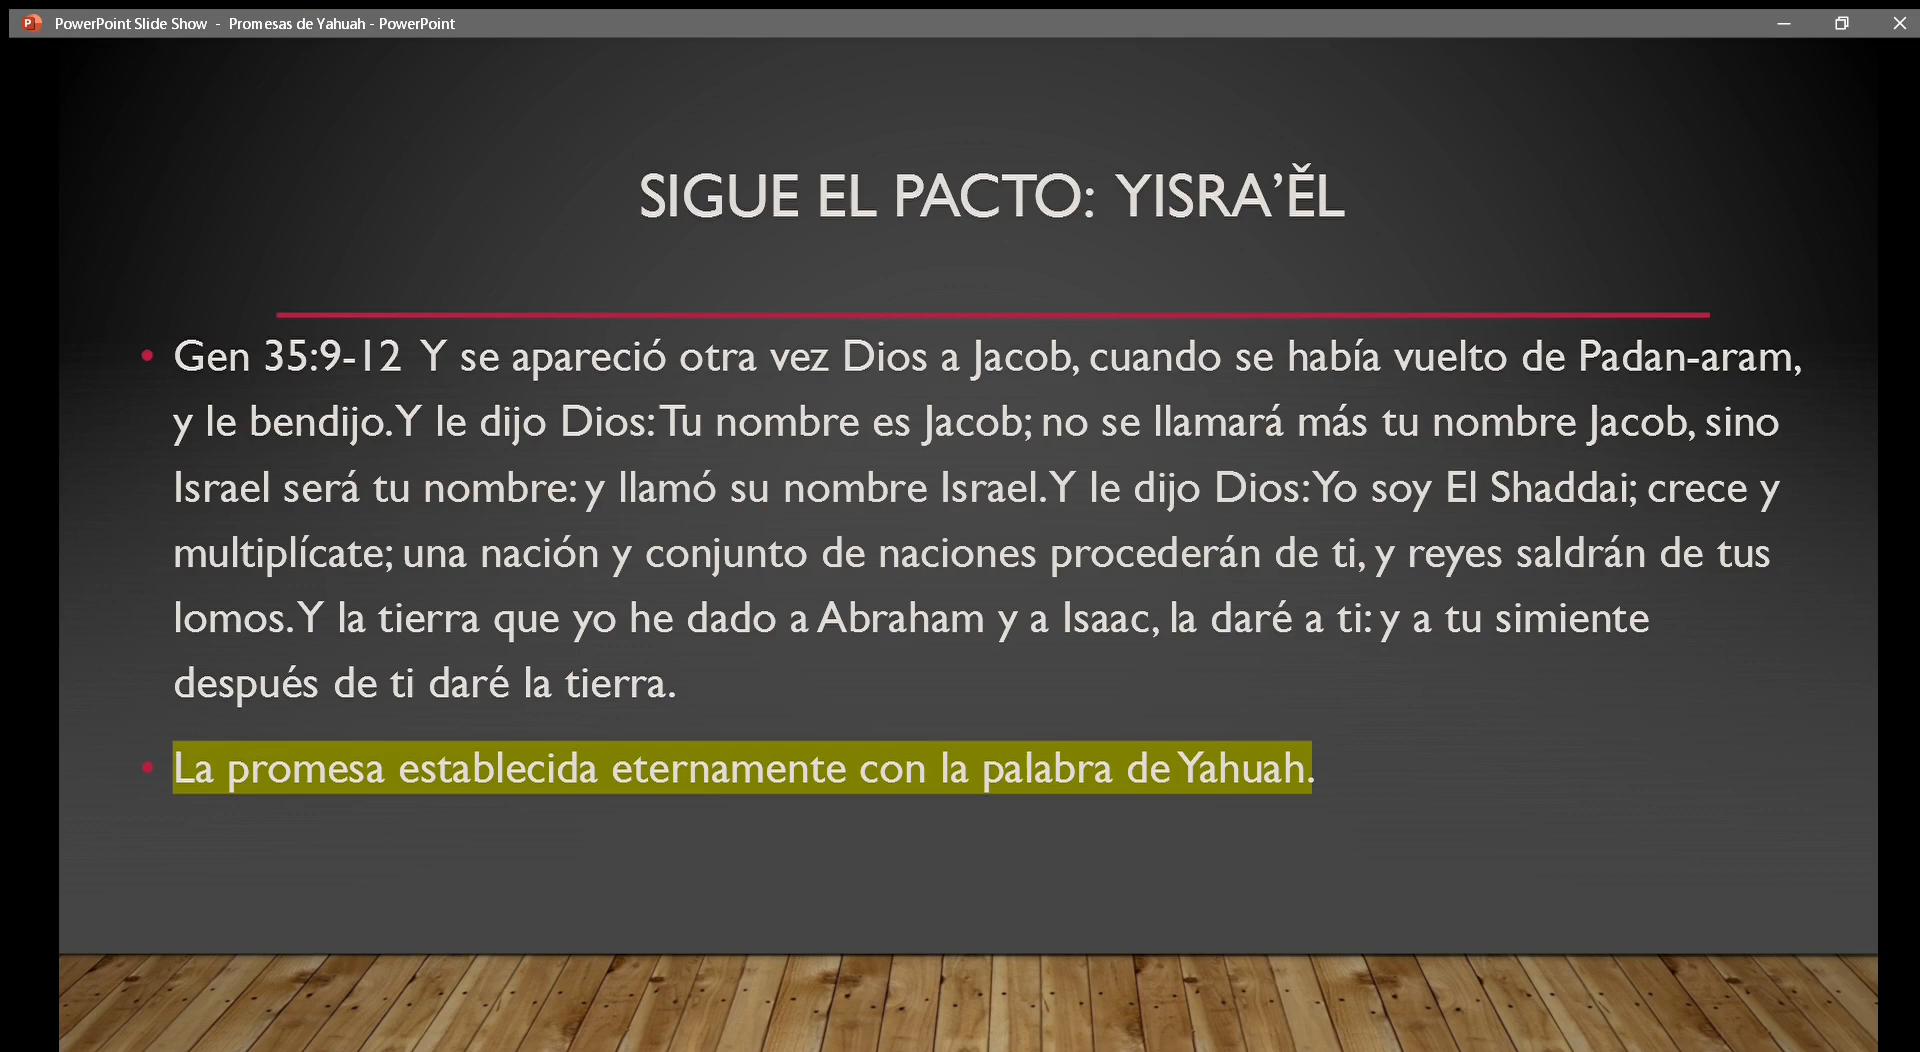 PowerPoint Slide Show - Promesas de Yahuah - PowerPoint
SIGUE EL PACTO: YISRA’ĔL
• Gen 35:9-12 Y se apareció otra vez Dios a Jacob, cuando se había vuelto de Padan-aram,
y le bendijo. Y le dijo Dios: Tu nombre es Jacob; no se llamará más tu nombre Jacob, sino
Israel será tu nombre: y llamó su nombre Israel. Y le dijo Dios: Yo soy El Shaddai; crece y
multiplícate; una nación y conjunto de naciones procederán de ti, y reyes saldrán de tus
lomos. Y la tierra que yo he dado a Abraham y a Isaac, la daré a ti: y a tu simiente
después de ti daré la tierra.
• La promesa establecida eternamente con la palabra de Yahuah.